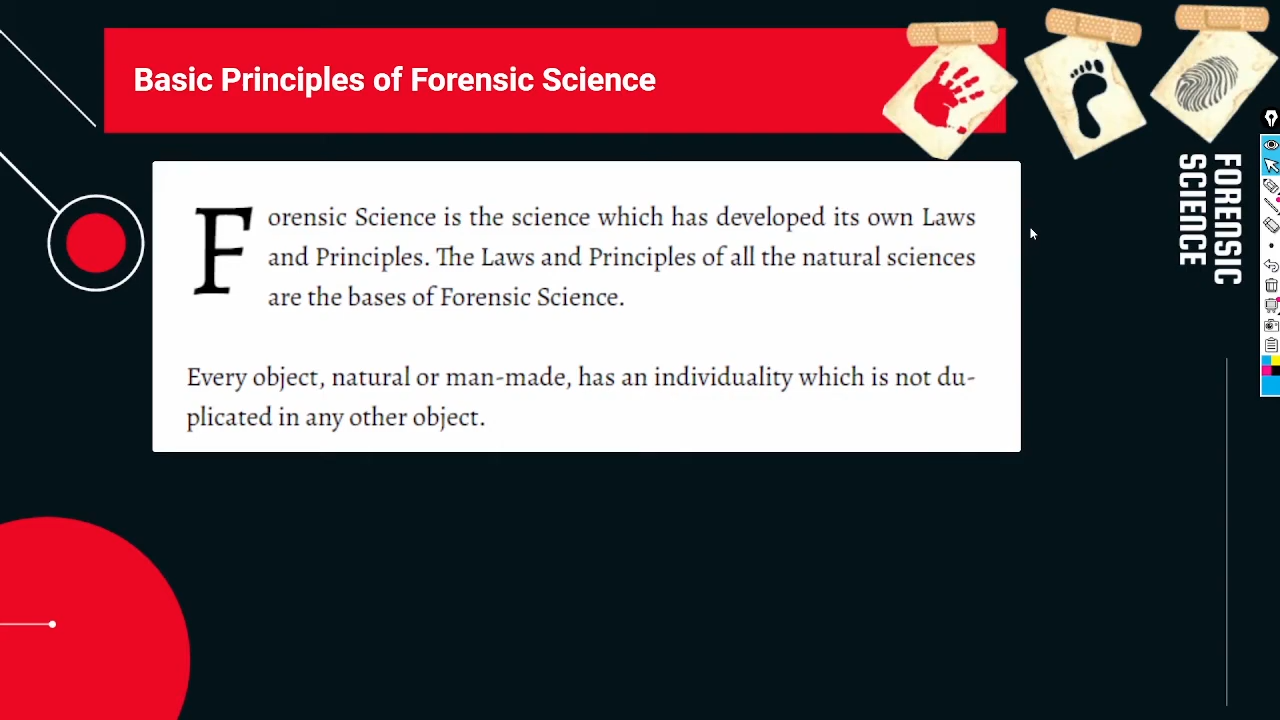 Basic Principles of Forensic Science
Forensic Science is the science which has developed its own Laws
and Principles. The Laws and Principles of all the natural sciences
are the bases of Forensic Science.
Every object, natural or man-made, has an individuality which is not du-
plicated in any other object.
FORENSIC
SCIENCE